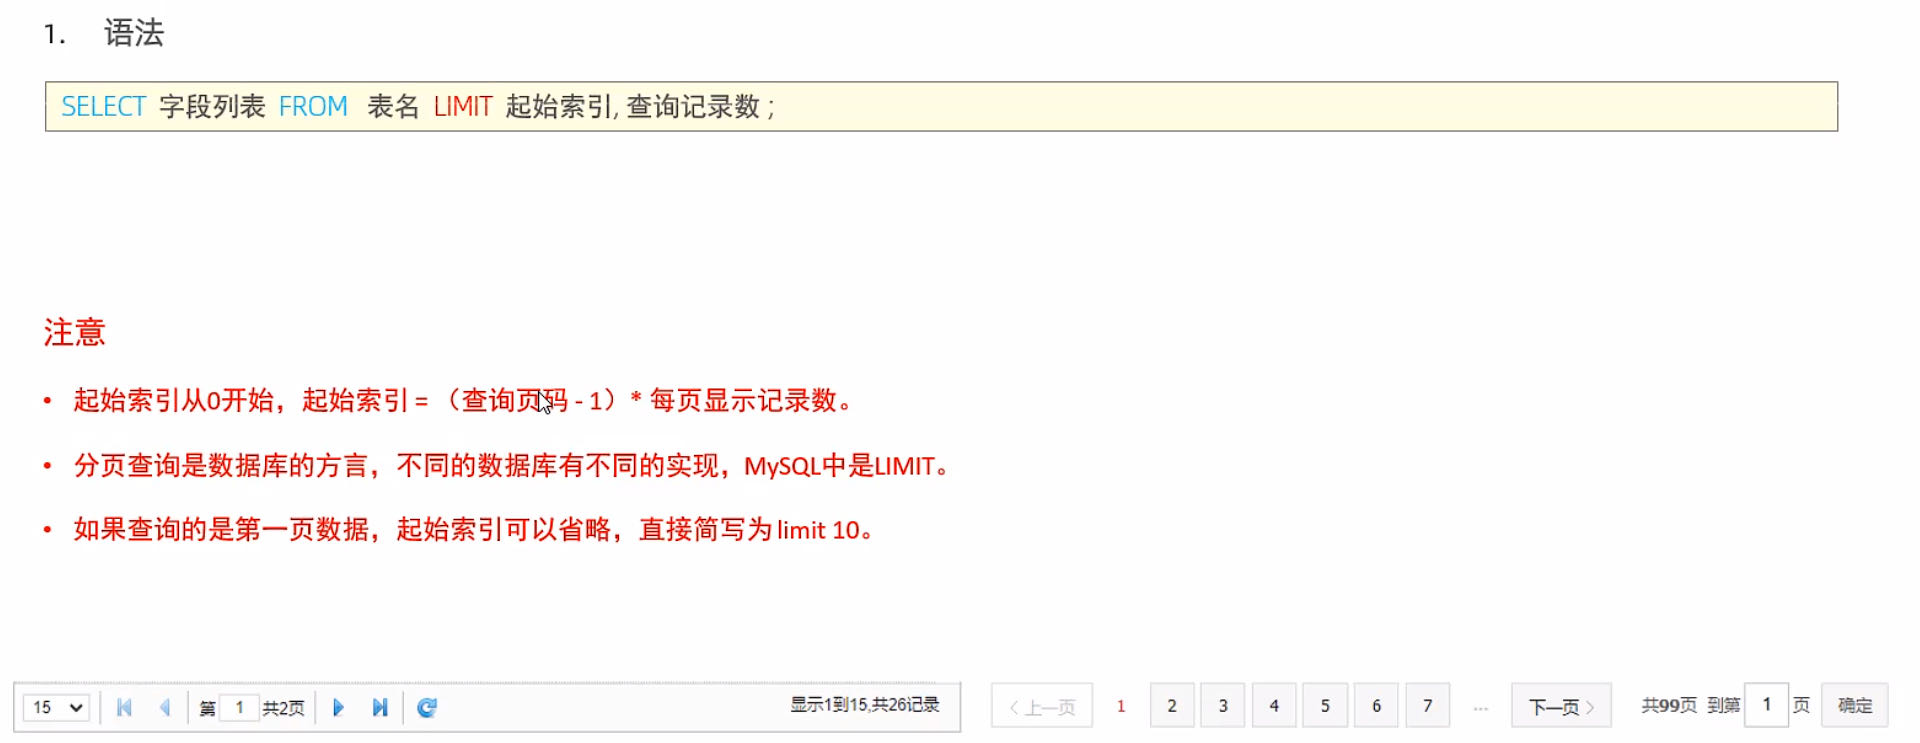 1. 语法
SELECT 字段列表 FROM 表名 LIMIT 起始索引, 查询记录数 ;
注意
• 起始索引从0开始，起始索引 = （查询页码 - 1）* 每页显示记录数。
• 分页查询是数据库的方言，不同的数据库有不同的实现，MySQL中是LIMIT。
• 如果查询的是第一页数据，起始索引可以省略，直接简写为 limit 10。
15 第 1 共2页 显示1到15,共26记录 <上一页 1 2 3 4 5 6 7 ... 下一页> 共99页 到第 1 页 确定